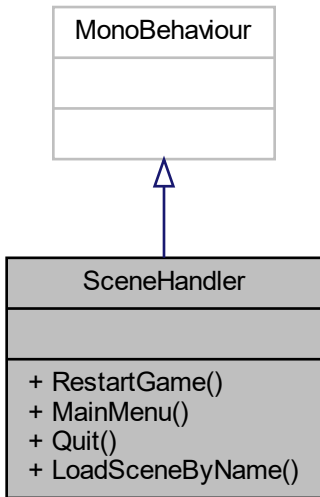 MonoBehaviour
SceneHandler
+ RestartGame()
+ MainMenu()
+ Quit()
+ LoadSceneByName()